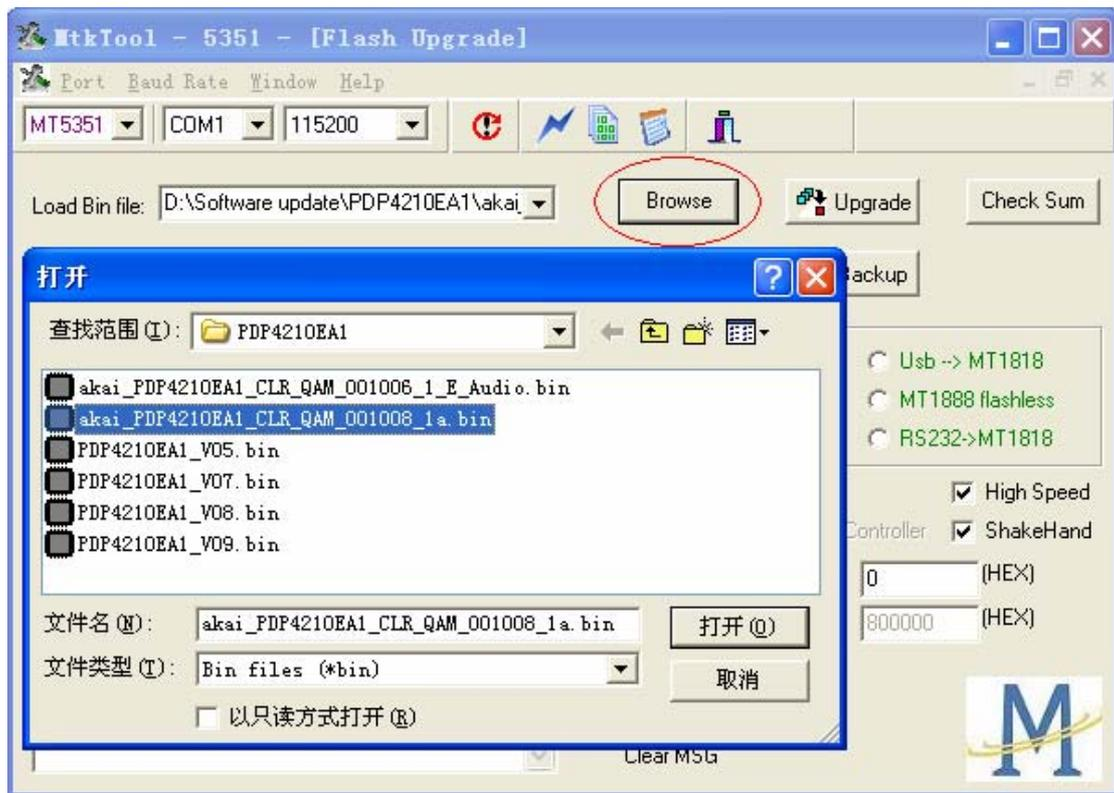 MtkTool - 5351 - [Flash Upgrade]
Port Baud Rate Window Help
MT5351 COM1 115200
Load Bin file: D:\Software update\PDP4210EA1\akai_ Browse Upgrade Check Sum
ackup
打开
查找范围(I): PDP4210EA1
akai_PDP4210EA1_CLR_QAM_001006_1_E_Audio.bin
akai_PDP4210EA1_CLR_QAM_001008_1a.bin
PDP4210EA1_V05.bin
PDP4210EA1_V07.bin
PDP4210EA1_V08.bin
PDP4210EA1_V09.bin
文件名(N): akai_PDP4210EA1_CLR_QAM_001008_1a.bin 打开(O)
文件类型(T): Bin files (*bin) 取消
以只读方式打开(R)
Usb --> MT1818
MT1888 flashless
RS232->MT1818
High Speed
Controller ShakeHand
0 (HEX)
800000 (HEX)
M
Clear MSG